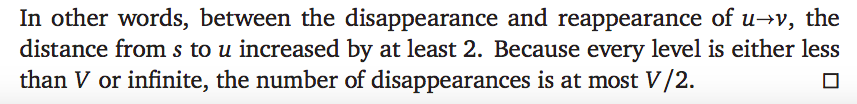 In other words, between the disappearance and reappearance of u→v, the
distance from s to u increased by at least 2. Because every level is either less
than V or infinite, the number of disappearances is at most V/2. □